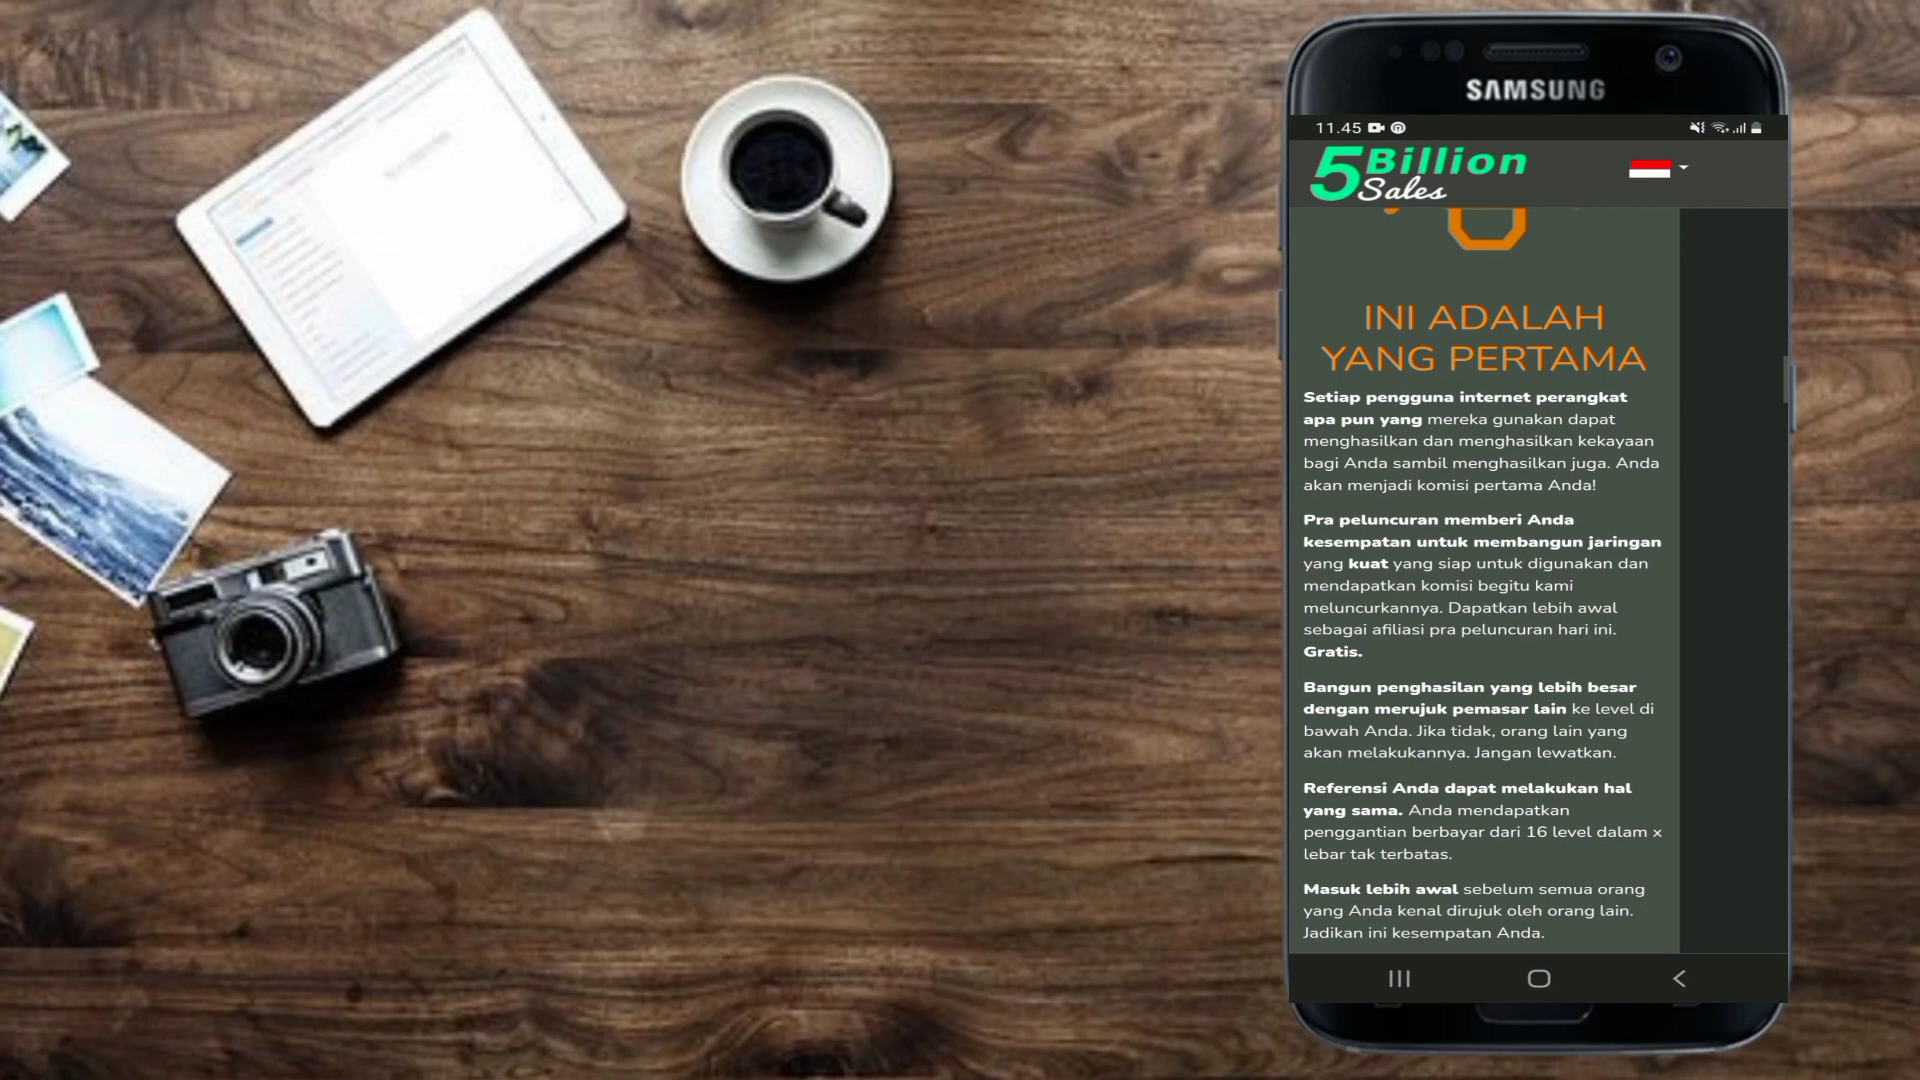 SAMSUNG
11.45
5 Billion
Sales
INI ADALAH
YANG PERTAMA
Setiap pengguna internet perangkat
apa pun yang mereka gunakan dapat
menghasilkan dan menghasilkan kekayaan
bagi Anda sambil menghasilkan juga. Anda
akan menjadi komisi pertama Anda!
Pra peluncuran memberi Anda
kesempatan untuk membangun jaringan
yang kuat yang siap untuk digunakan dan
mendapatkan komisi begitu kami
meluncurkannya. Dapatkan lebih awal
sebagai afiliasi pra peluncuran hari ini.
Gratis.
Bangun penghasilan yang lebih besar
dengan merujuk pemasar lain ke level di
bawah Anda. Jika tidak, orang lain yang
akan melakukannya. Jangan lewatkan.
Referensi Anda dapat melakukan hal
yang sama. Anda mendapatkan
penggantian berbayar dari 16 level dalam x
lebar tak terbatas.
Masuk lebih awal sebelum semua orang
yang Anda kenal dirujuk oleh orang lain.
Jadikan ini kesempatan Anda.